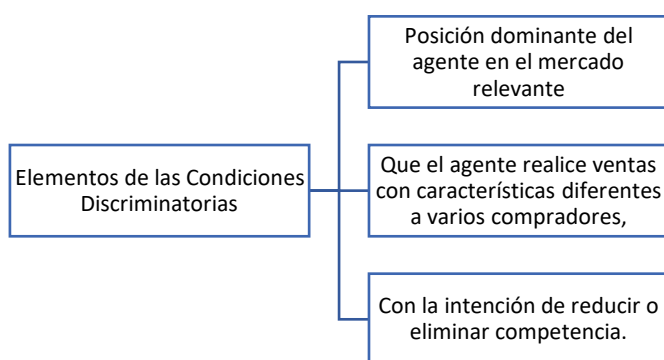 Posición dominante del
agente en el mercado
relevante
Elementos de las Condiciones
Discriminatorias
Que el agente realice ventas
con características diferentes
a varios compradores,
Con la intención de reducir o
eliminar competencia.